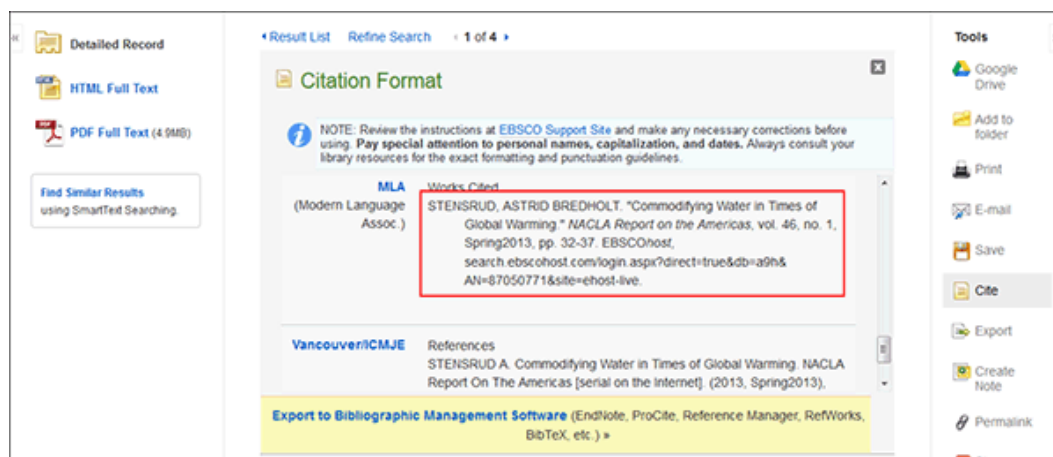 «
Detailed Record
HTML Full Text
PDF Full Text (4.9MB)
Find Similar Results
using SmartText Searching.
Result List Refine Search 1 of 4
Citation Format
NOTE: Review the instructions at EBSCO Support Site and make any necessary corrections before
using. Pay special attention to personal names, capitalization, and dates. Always consult your
library resources for the exact formatting and punctuation guidelines.
MLA
(Modern Language
Assoc.)
Works Cited
STENSRUD, ASTRID BREDHOLT. "Commodifying Water in Times of
Global Warming." NACLA Report on the Americas, vol. 46, no. 1,
Spring2013, pp. 32-37. EBSCOhost,
search.ebscohost.com/login.aspx?direct=true&db=a9h&
AN=87050771&site=ehost-live.
Vancouver/ICMJE
References
STENSRUD A. Commodifying Water in Times of Global Warming. NACLA
Report On The Americas [serial on the Internet]. (2013, Spring2013),
Export to Bibliographic Management Software (EndNote, ProCite, Reference Manager, RefWorks,
BibTeX, etc.) »
Tools
Google
Drive
Add to
folder
Print
E-mail
Save
Cite
Export
Create
Note
Permalink